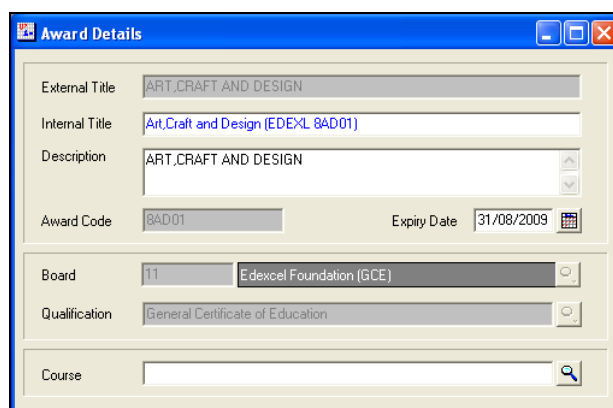 Award Details
External Title ART,CRAFT AND DESIGN
Internal Title Art,Craft and Design (EDEXL 8AD01)
Description ART,CRAFT AND DESIGN
Award Code 8AD01 Expiry Date 31/08/2009
Board 11 Edexcel Foundation (GCE)
Qualification General Certificate of Education
Course